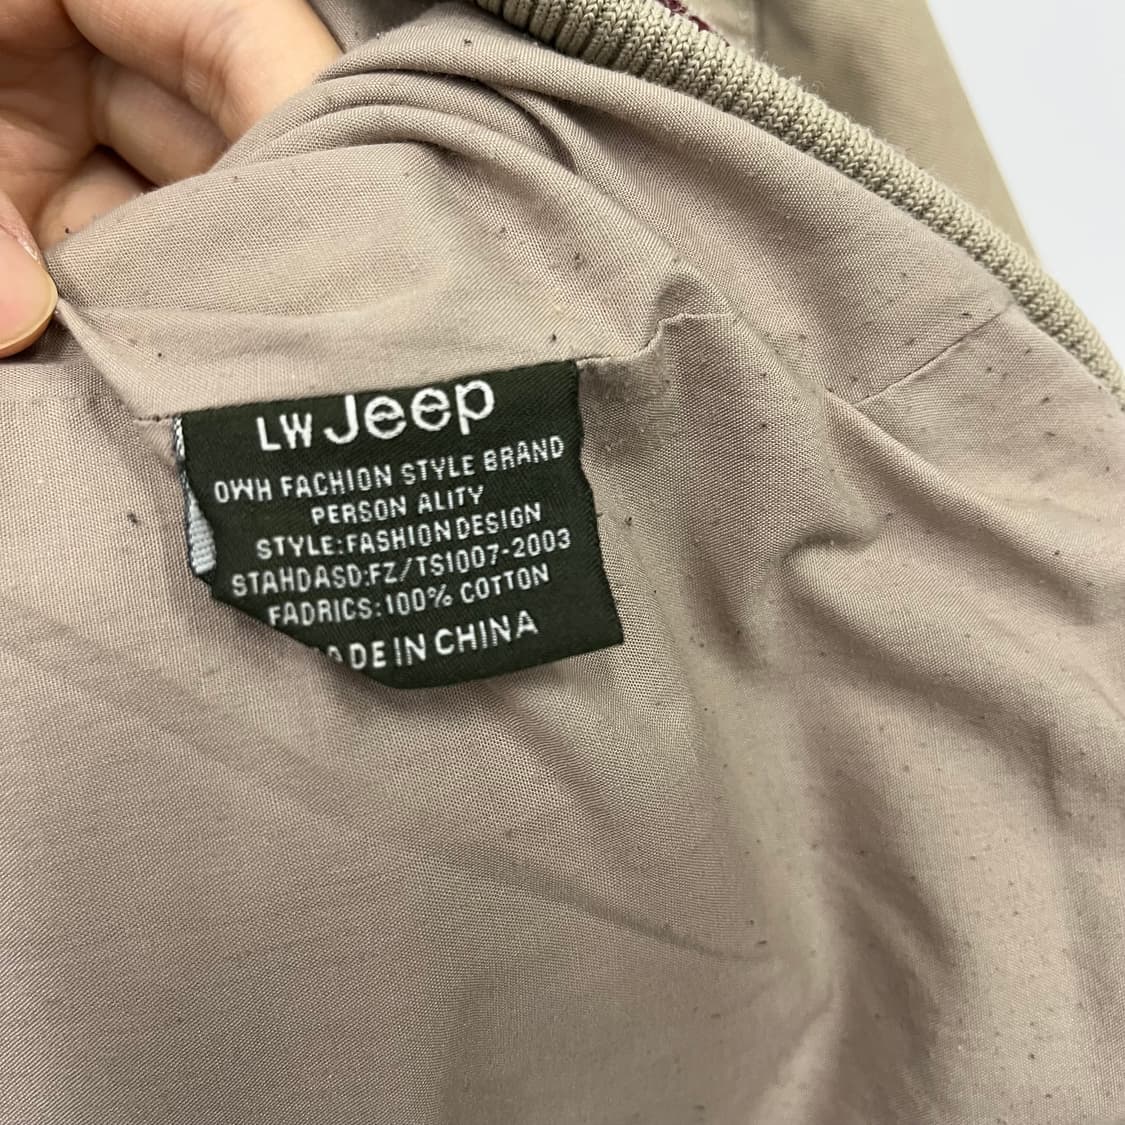 LW Jeep
OWH FACHION STYLE BRAND
PERSON ALITY
STYLE:FASHION DESIGN
STAHDASD:FZ/TS1007-2003
FADRICS:100% COTTON
ADE IN CHINA